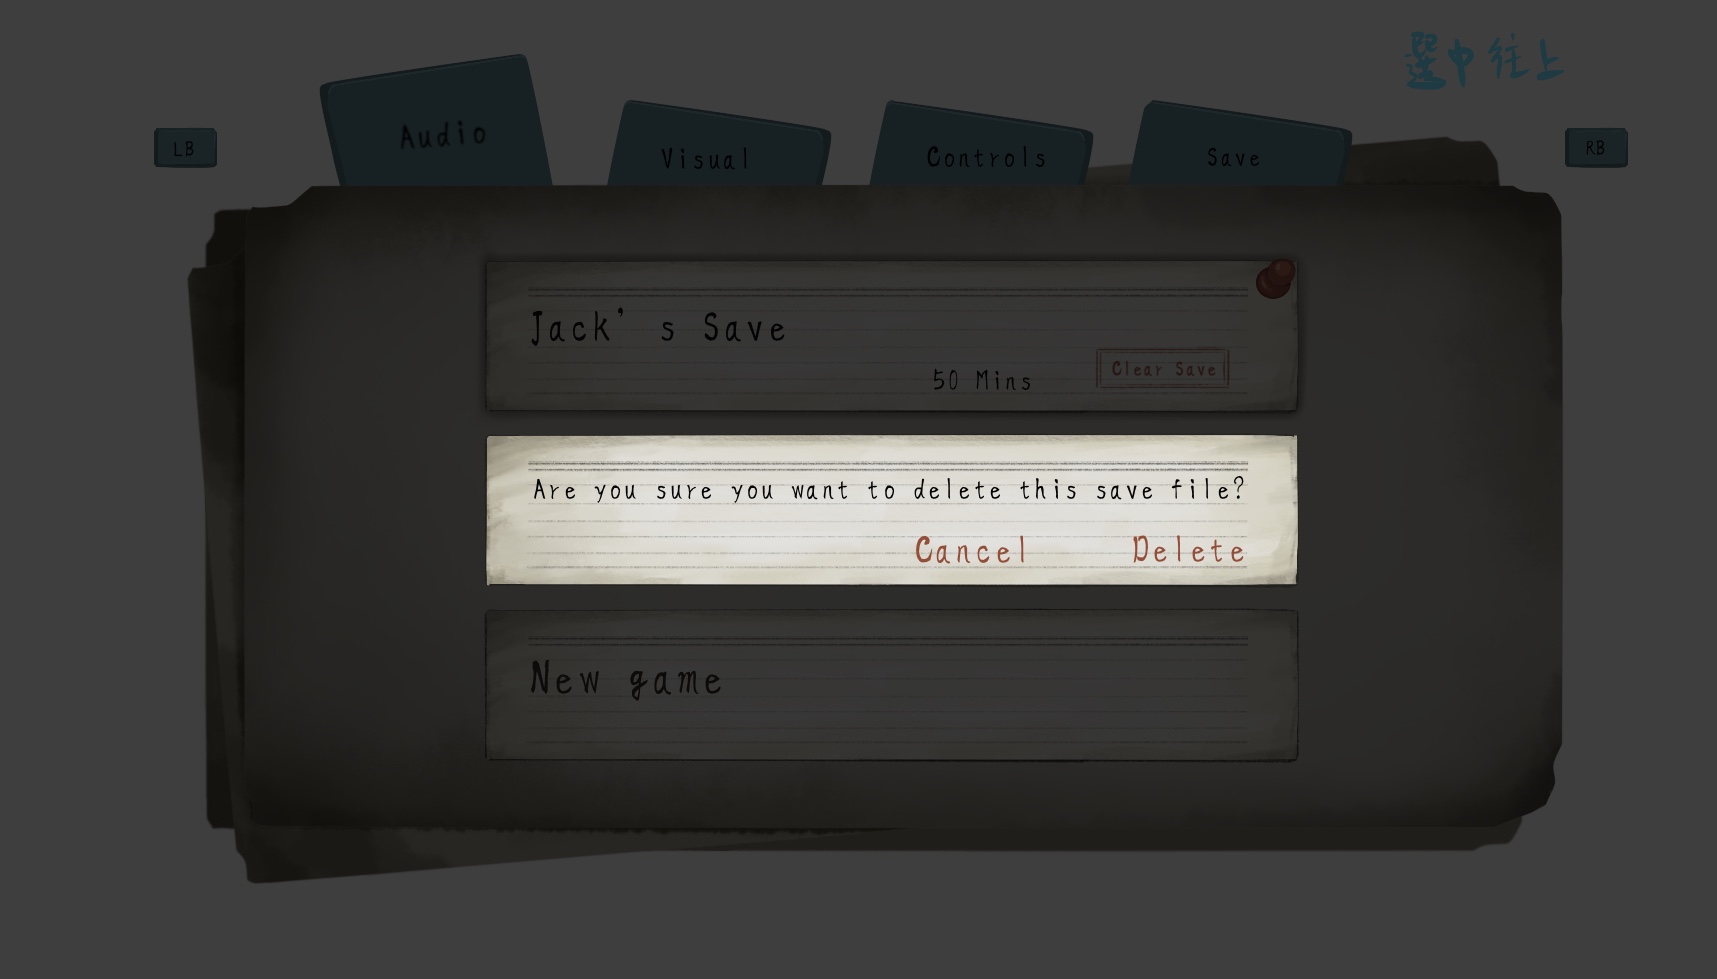 選中往上
LB
Audio
Visual
Controls
Save
RB
Jack's Save
50 Mins
Clear Save
Are you sure you want to delete this save file?
Cancel
Delete
New game